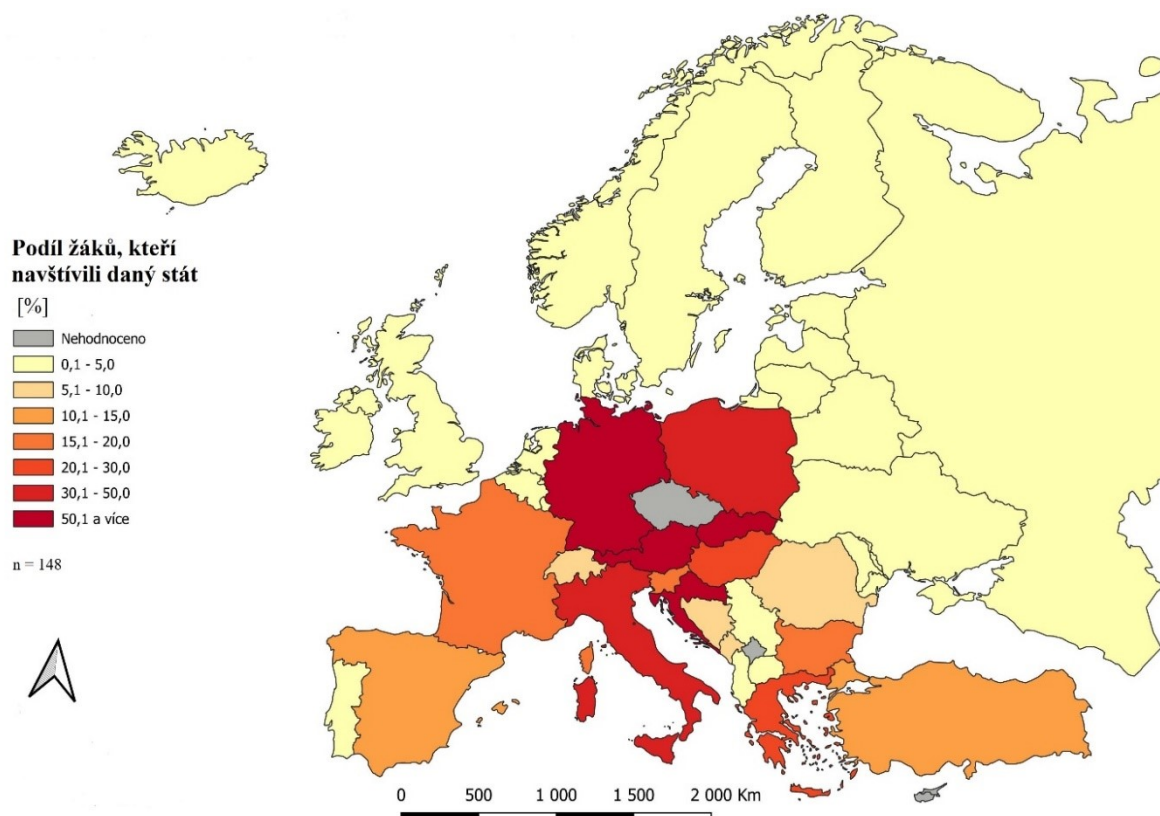 Podíl žáků, kteří
navštívili daný stát
[%]
Nehodnoceno
0,1 - 5,0
5,1 - 10,0
10,1 - 15,0
15,1 - 20,0
20,1 - 30,0
30,1 - 50,0
50,1 a více
n = 148
0 500 1 000 1 500 2 000 Km